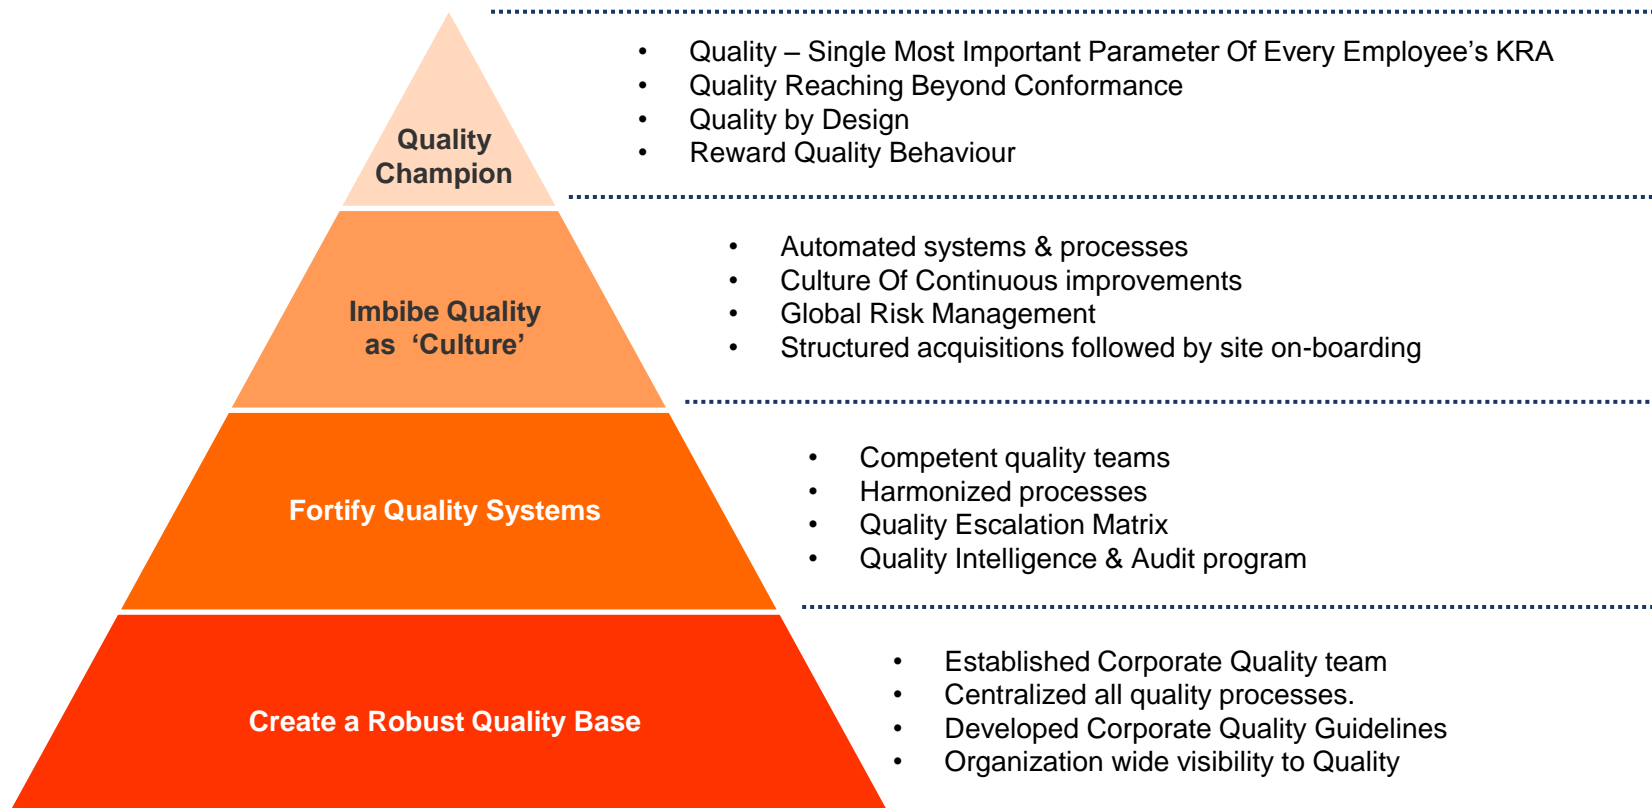 Quality
Champion
• Quality – Single Most Important Parameter Of Every Employee’s KRA
• Quality Reaching Beyond Conformance
• Quality by Design
• Reward Quality Behaviour
Imbibe Quality
as ‘Culture’
• Automated systems & processes
• Culture Of Continuous improvements
• Global Risk Management
• Structured acquisitions followed by site on-boarding
Fortify Quality Systems
• Competent quality teams
• Harmonized processes
• Quality Escalation Matrix
• Quality Intelligence & Audit program
Create a Robust Quality Base
• Established Corporate Quality team
• Centralized all quality processes.
• Developed Corporate Quality Guidelines
• Organization wide visibility to Quality